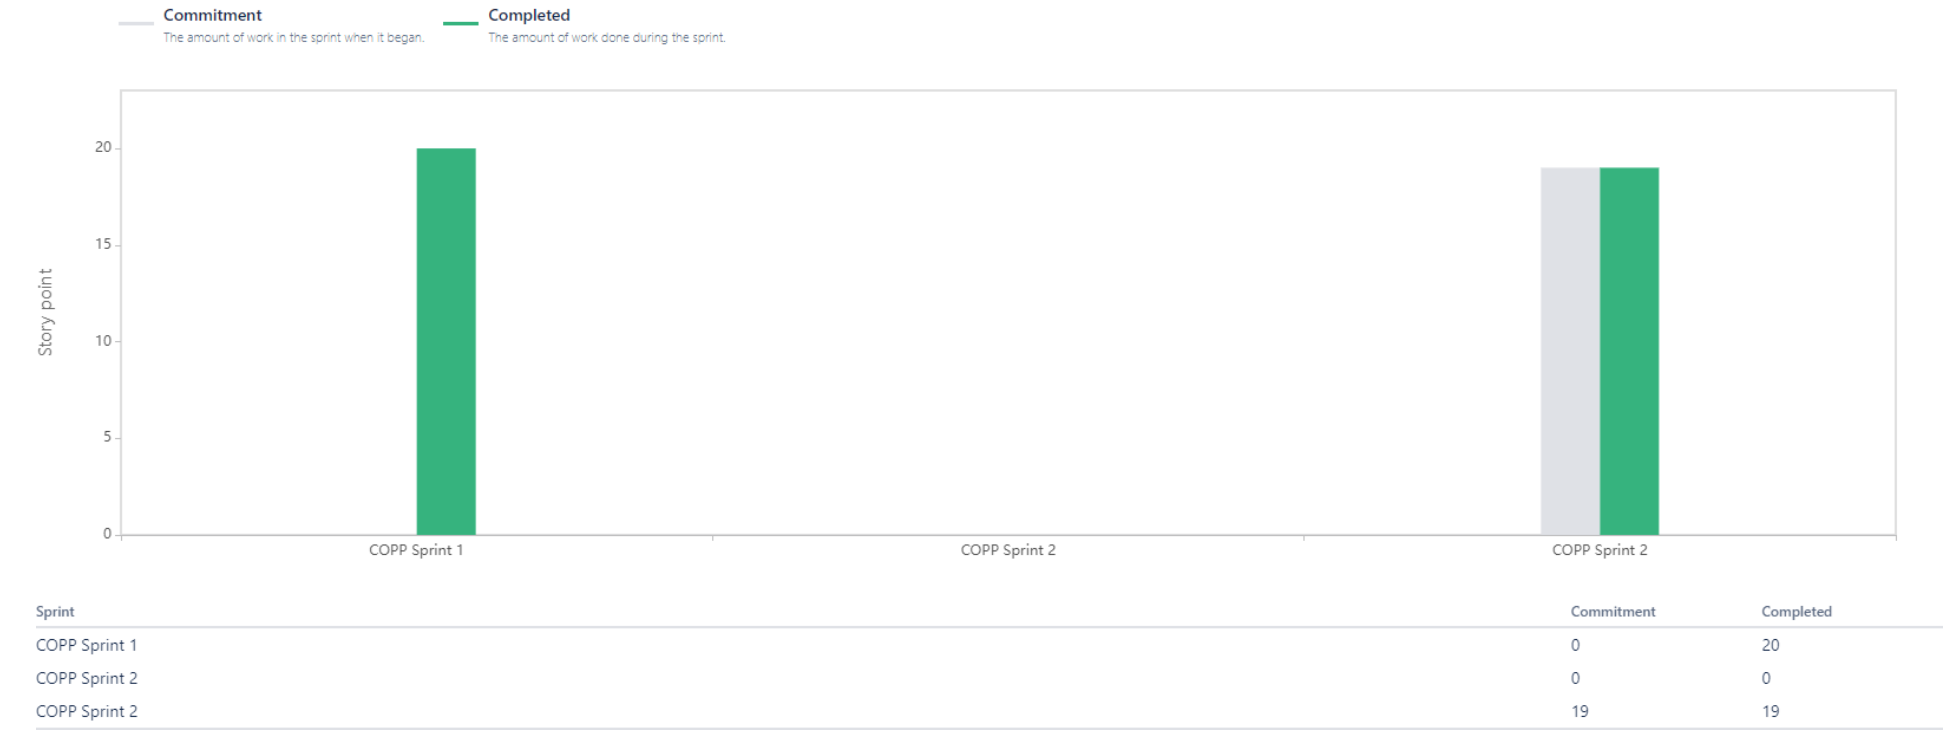 Commitment
The amount of work in the sprint when it began.
Completed
The amount of work done during the sprint.
20
15
10
5
0
Story point
COPP Sprint 1
COPP Sprint 2
COPP Sprint 2
Sprint Commitment Completed
COPP Sprint 1 0 20
COPP Sprint 2 0 0
COPP Sprint 2 19 19